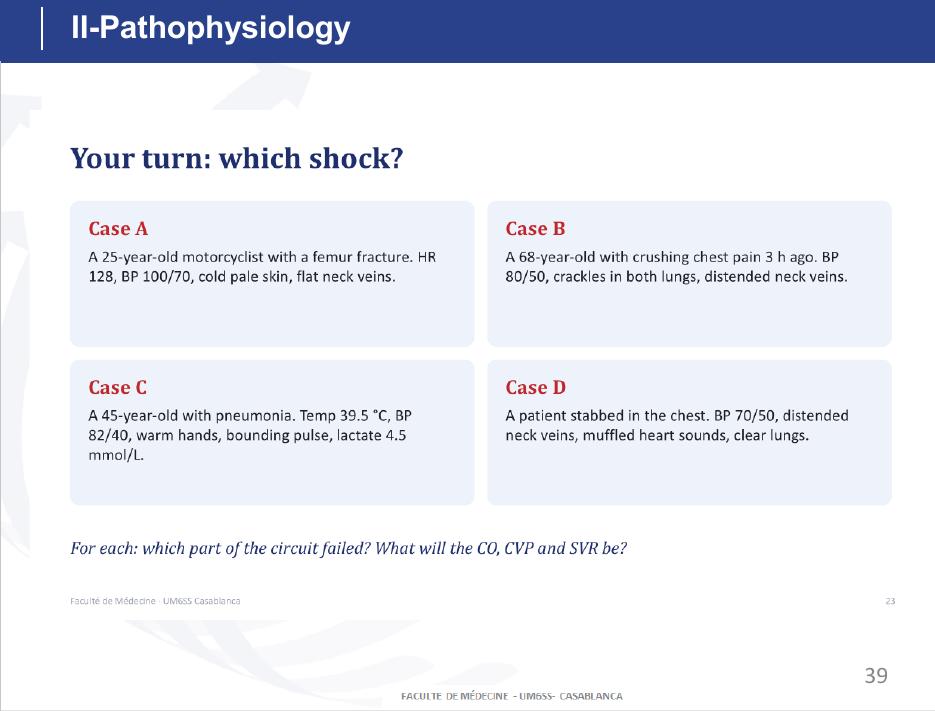 II-Pathophysiology
Your turn: which shock?
Case A
A 25-year-old motorcyclist with a femur fracture. HR
128, BP 100/70, cold pale skin, flat neck veins.
Case B
A 68-year-old with crushing chest pain 3 h ago. BP
80/50, crackles in both lungs, distended neck veins.
Case C
A 45-year-old with pneumonia. Temp 39.5 °C, BP
82/40, warm hands, bounding pulse, lactate 4.5
mmol/L.
Case D
A patient stabbed in the chest. BP 70/50, distended
neck veins, muffled heart sounds, clear lungs.
For each: which part of the circuit failed? What will the CO, CVP and SVR be?
Faculté de Médecine - UM6SS Casablanca
23
39
FACULTE DE MÉDECINE - UM6SS- CASABLANCA